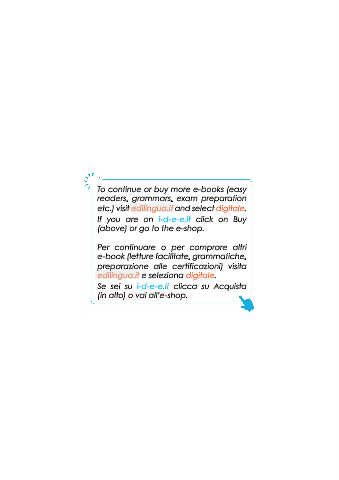 To continue or buy more e-books (easy
readers, grammars, exam preparation
etc.) visit edilingua.it and select digitale.
If you are on i-d-e-e.it click on Buy
(above) or go to the e-shop.
Per continuare o per comprare altri
e-book (letture facilitate, grammatiche,
preparazione alle certificazioni) visita
edilingua.it e seleziona digitale.
Se sei su i-d-e-e.it clicca su Acquista
(in alto) o vai all'e-shop.